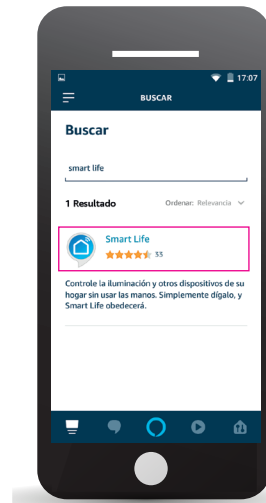 17:07
BUSCAR
Buscar
smart life
1 Resultado Ordenar: Relevancia
Smart Life
33
Controle la iluminación y otros dispositivos de su
hogar sin usar las manos. Simplemente dígalo, y
Smart Life obedecerá.